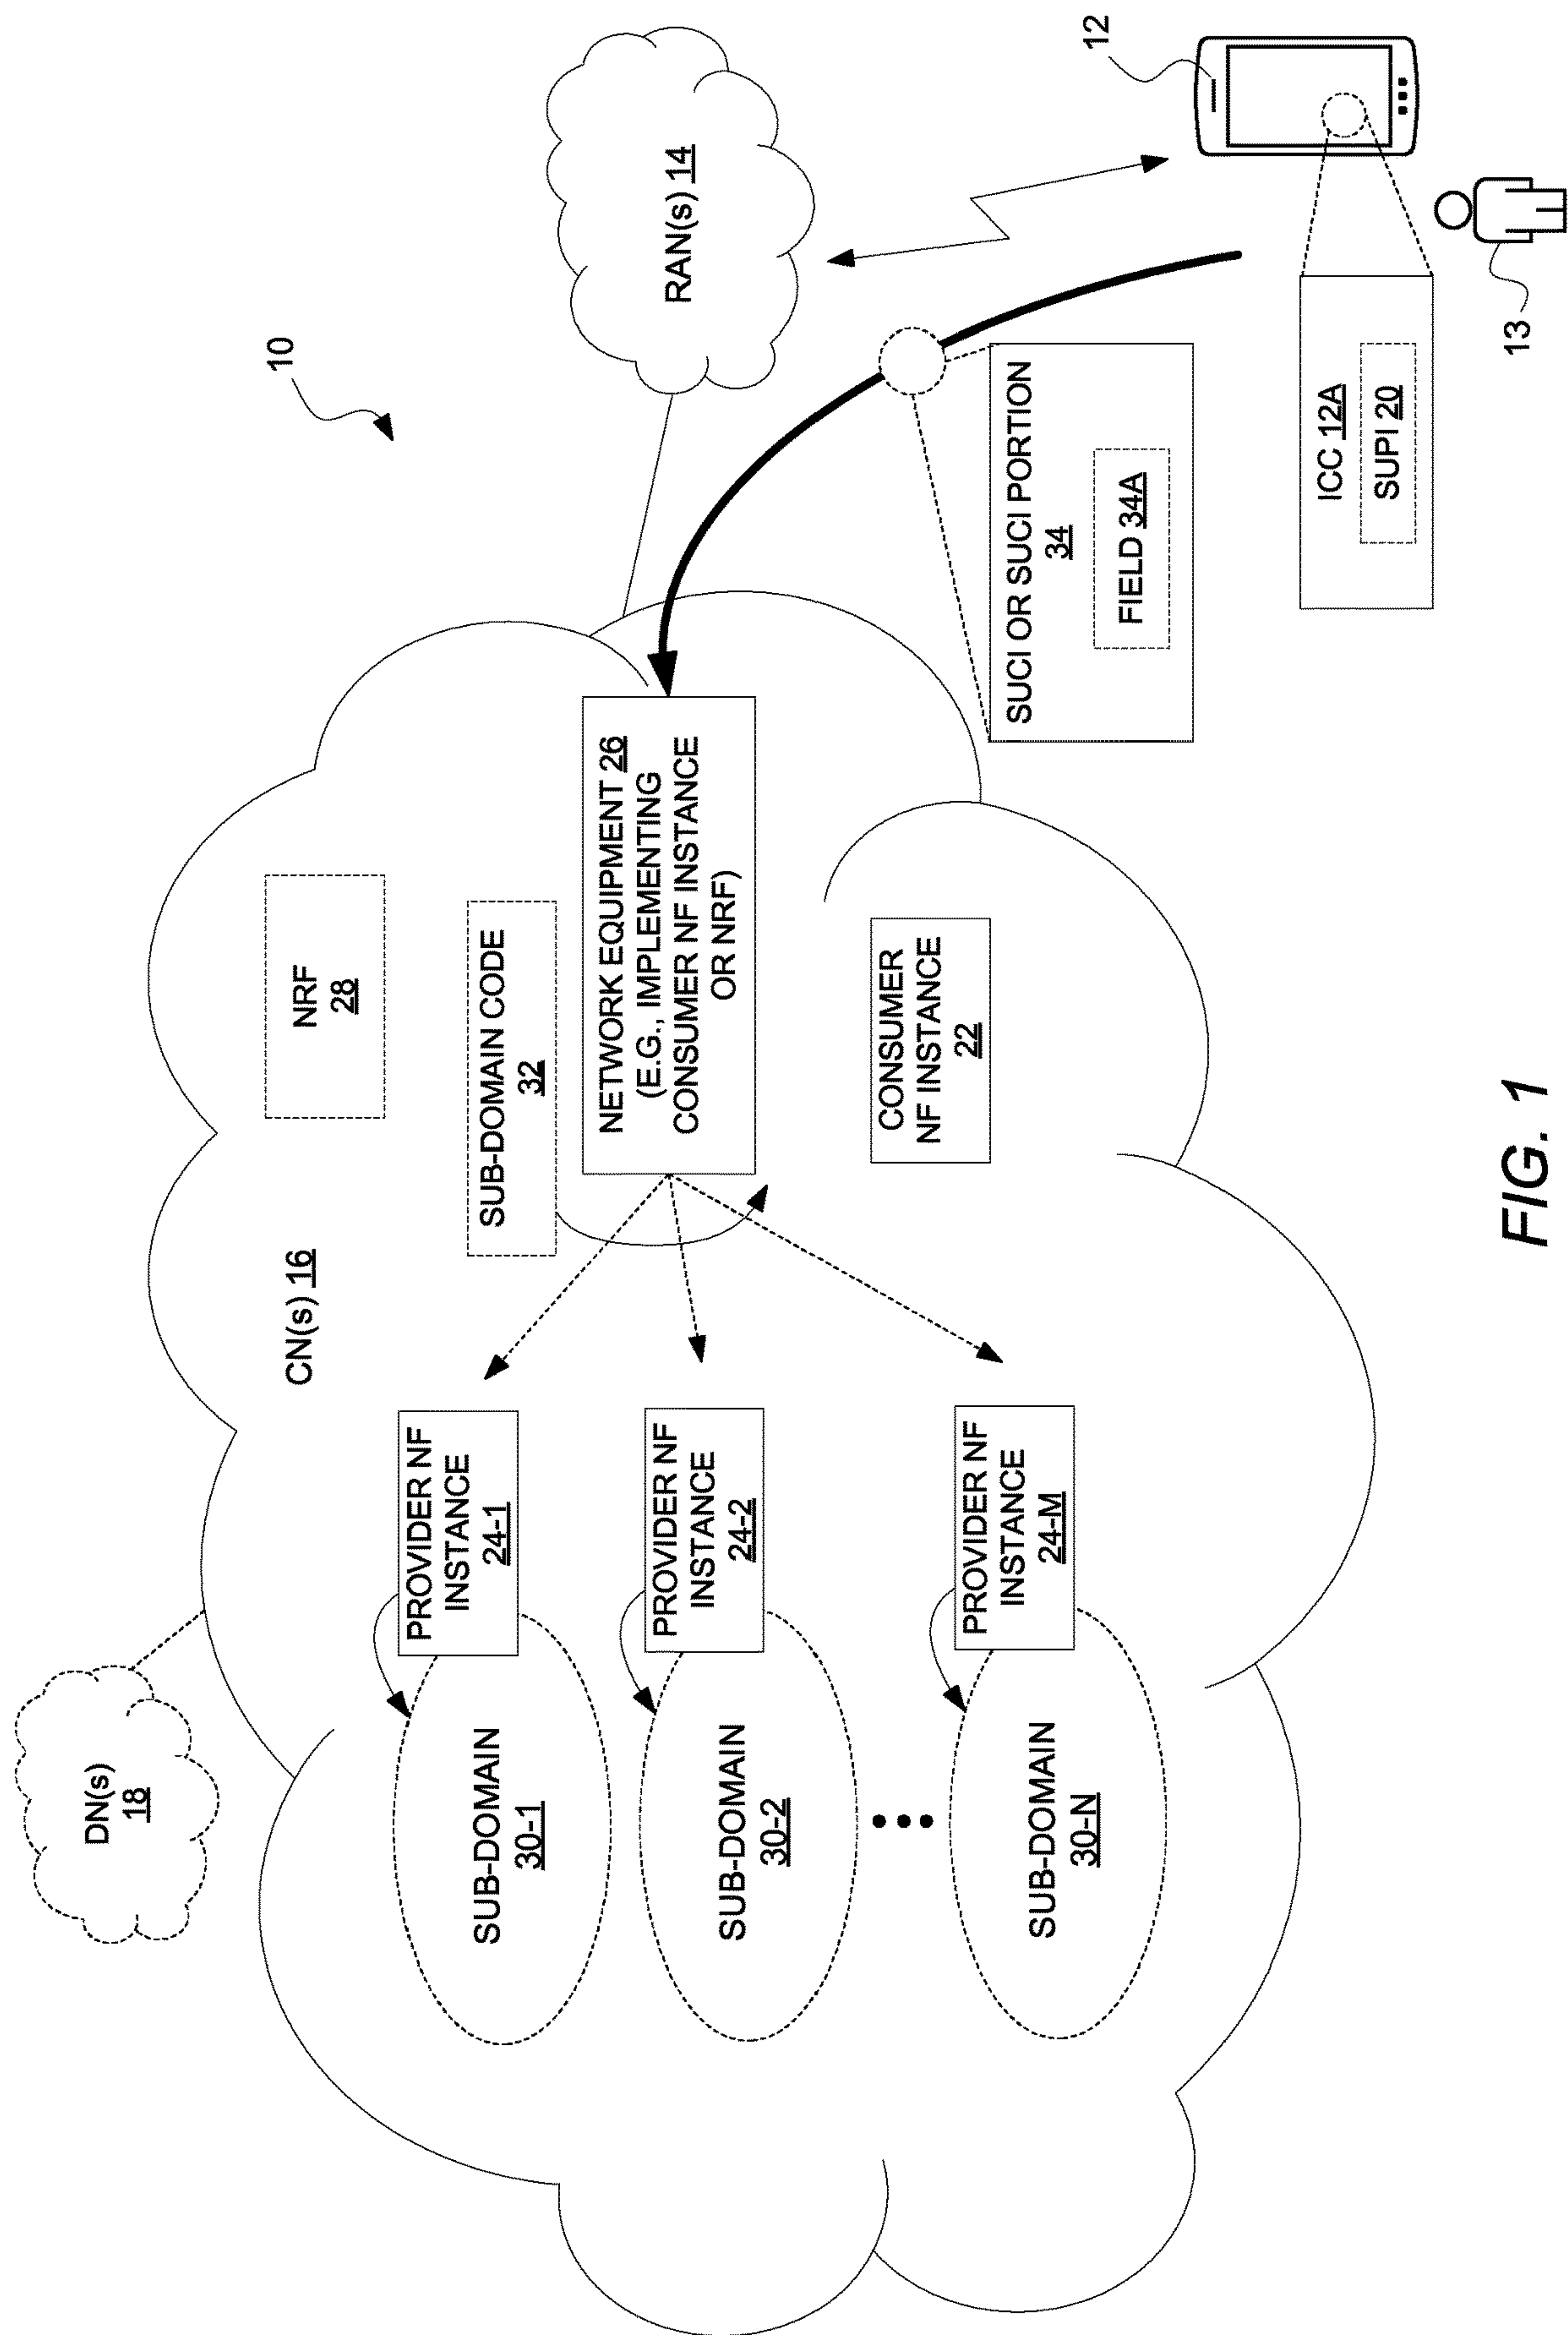 10
DN(s)
18
CN(s) 16
NRF
28
RAN(s) 14
SUB-DOMAIN
30-1
PROVIDER NF
INSTANCE
24-1
SUB-DOMAIN CODE
32
SUB-DOMAIN
30-2
PROVIDER NF
INSTANCE
24-2
NETWORK EQUIPMENT 26
(E.G., IMPLEMENTING
CONSUMER NF INSTANCE
OR NRF)
SUB-DOMAIN
30-N
PROVIDER NF
INSTANCE
24-M
CONSUMER
NF INSTANCE
22
SUCI OR SUCI PORTION
34
FIELD 34A
12
ICC 12A
SUPI 20
13
FIG. 1